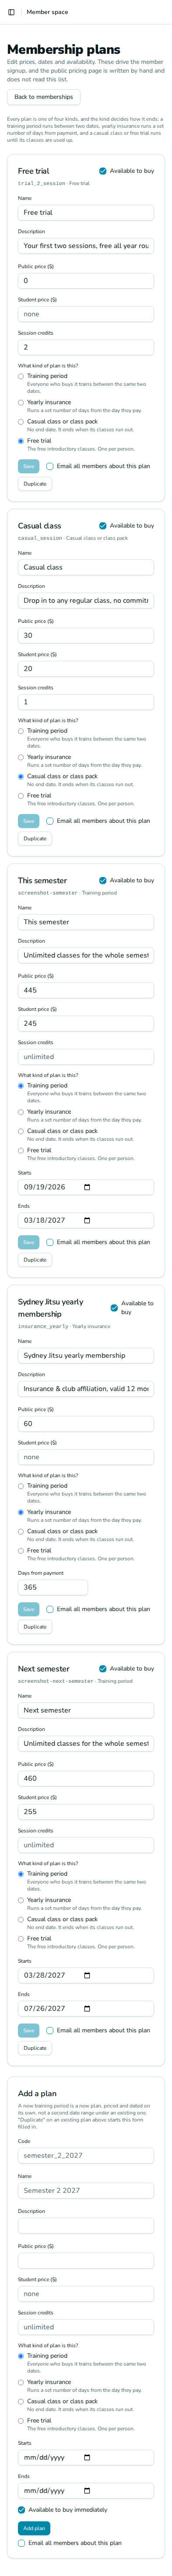 Member space
Membership plans
Edit prices, dates and availability. These drive the member
signup, and the public pricing page is written by hand and
does not read this list.
Back to memberships
Every plan is one of four kinds, and the kind decides how it ends; a
training period runs between two dates, yearly insurance runs a set
number of days from payment, and a casual class or free trial runs
until its classes are used up.
Free trial
Available to buy
trial_2_session · Free trial
Name
Free trial
Description
Your first two sessions, free all year rou
Public price ($)
0
Student price ($)
none
Session credits
2
What kind of plan is this?
Training period
Everyone who buys it trains between the same two
dates.
Yearly insurance
Runs a set number of days from the day they pay.
Casual class or class pack
No end date. It ends when its classes run out.
Free trial
The free introductory classes. One per person.
Save
Email all members about this plan
Duplicate
Casual class
Available to buy
casual_session · Casual class or class pack
Name
Casual class
Description
Drop in to any regular class, no commitm
Public price ($)
30
Student price ($)
20
Session credits
1
What kind of plan is this?
Training period
Everyone who buys it trains between the same two
dates.
Yearly insurance
Runs a set number of days from the day they pay.
Casual class or class pack
No end date. It ends when its classes run out.
Free trial
The free introductory classes. One per person.
Save
Email all members about this plan
Duplicate
This semester
Available to buy
screenshot-semester · Training period
Name
This semester
Description
Unlimited classes for the whole semest
Public price ($)
445
Student price ($)
245
Session credits
unlimited
What kind of plan is this?
Training period
Everyone who buys it trains between the same two
dates.
Yearly insurance
Runs a set number of days from the day they pay.
Casual class or class pack
No end date. It ends when its classes run out.
Free trial
The free introductory classes. One per person.
Starts
09/19/2026
Ends
03/18/2027
Save
Email all members about this plan
Duplicate
Sydney Jitsu yearly
membership
Available to
buy
insurance_yearly · Yearly insurance
Name
Sydney Jitsu yearly membership
Description
Insurance & club affiliation, valid 12 mon
Public price ($)
60
Student price ($)
none
What kind of plan is this?
Training period
Everyone who buys it trains between the same two
dates.
Yearly insurance
Runs a set number of days from the day they pay.
Casual class or class pack
No end date. It ends when its classes run out.
Free trial
The free introductory classes. One per person.
Days from payment
365
Save
Email all members about this plan
Duplicate
Next semester
Available to buy
screenshot-next-semester · Training period
Name
Next semester
Description
Unlimited classes for the whole semest
Public price ($)
460
Student price ($)
255
Session credits
unlimited
What kind of plan is this?
Training period
Everyone who buys it trains between the same two
dates.
Yearly insurance
Runs a set number of days from the day they pay.
Casual class or class pack
No end date. It ends when its classes run out.
Free trial
The free introductory classes. One per person.
Starts
03/28/2027
Ends
07/26/2027
Save
Email all members about this plan
Duplicate
Add a plan
A new training period is a new plan, priced and dated on
its own, not a second date range under an existing one.
"Duplicate" on an existing plan above starts this form
filled in.
Code
semester_2_2027
Name
Semester 2 2027
Description
Public price ($)
Student price ($)
none
Session credits
unlimited
What kind of plan is this?
Training period
Everyone who buys it trains between the same two
dates.
Yearly insurance
Runs a set number of days from the day they pay.
Casual class or class pack
No end date. It ends when its classes run out.
Free trial
The free introductory classes. One per person.
Starts
mm/dd/yyyy
Ends
mm/dd/yyyy
Available to buy immediately
Add plan
Email all members about this plan